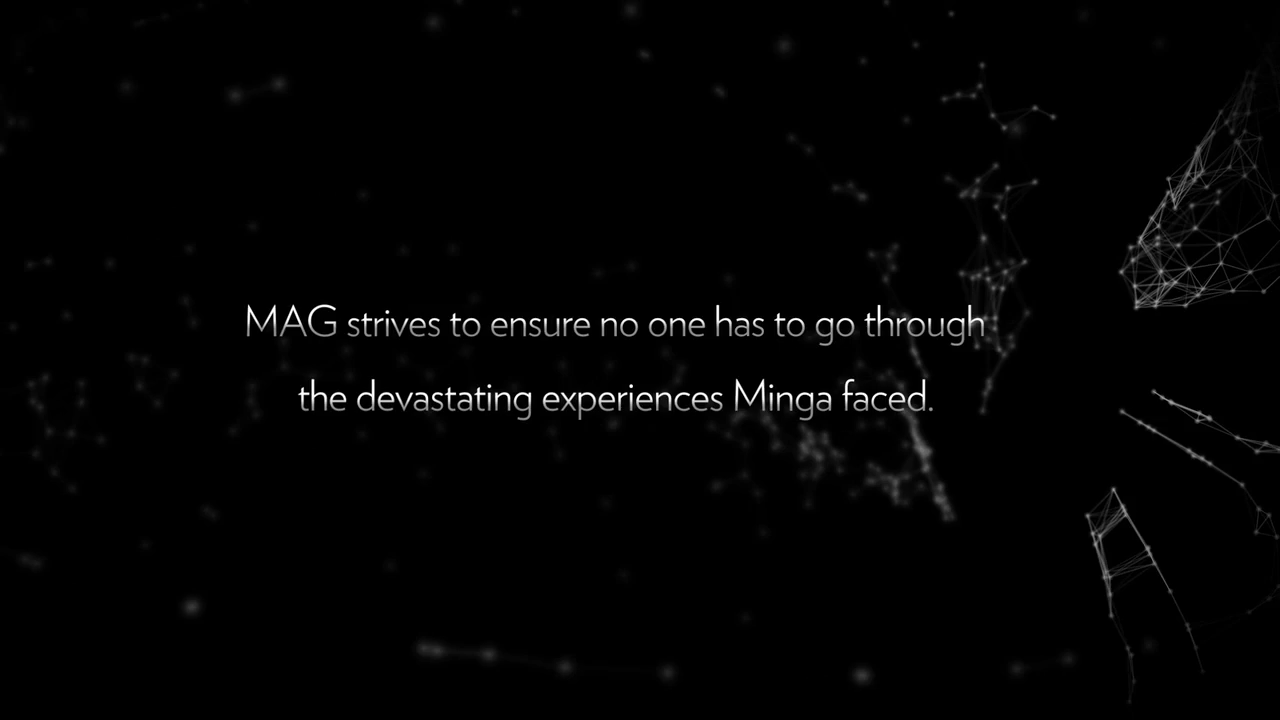 MAG strives to ensure no one has to go through
the devastating experiences Minga faced.